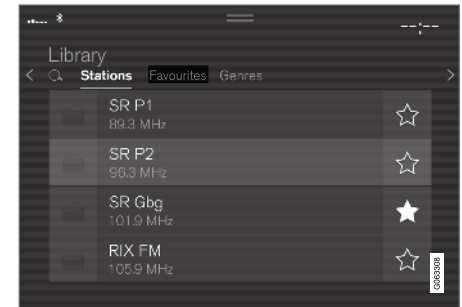 --:--
Library
Stations Favourites Genres
SR P1
89.3 MHz
SR P2
96.3 MHz
SR Gbg
101.9 MHz
RIX FM
105.9 MHz
G063308